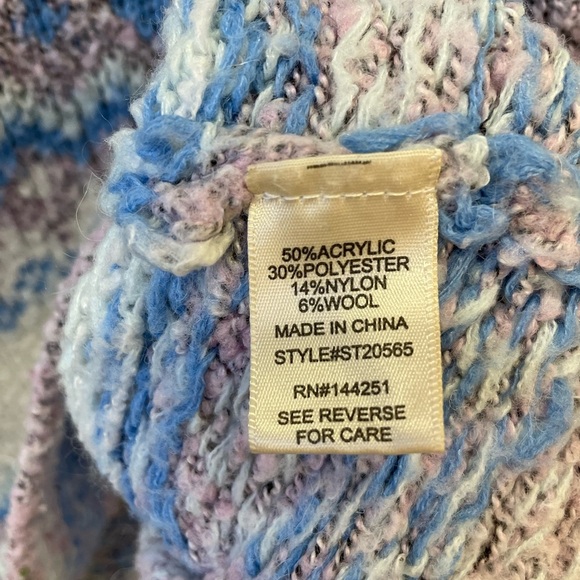 50%ACRYLIC
30%POLYESTER
14%NYLON
6%WOOL
MADE IN CHINA
STYLE#ST20565
RN#144251
SEE REVERSE
FOR CARE